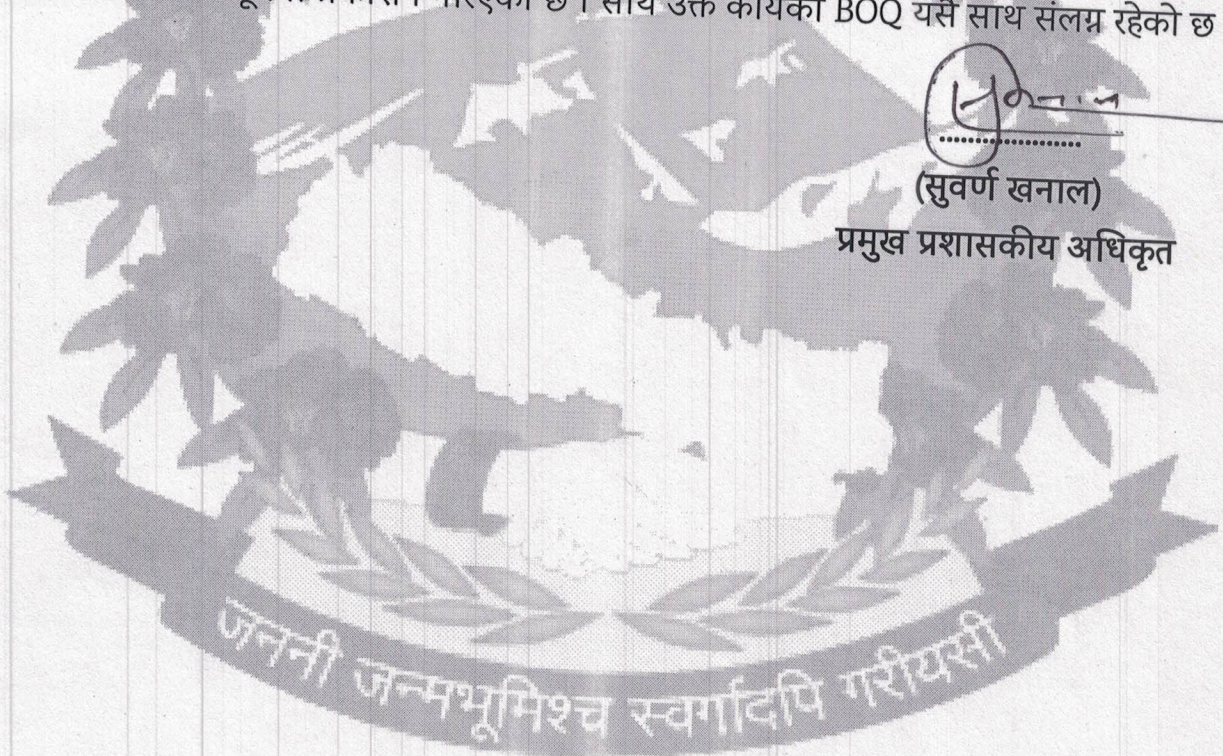 छ । साथै उक्त कार्यको BOQ यसै साथ संलग्न रहेको छ
(सुवर्ण खनाल)
प्रमुख प्रशासकीय अधिकृत
जननी जन्मभूमिश्च स्वर्गादपि गरीयसी